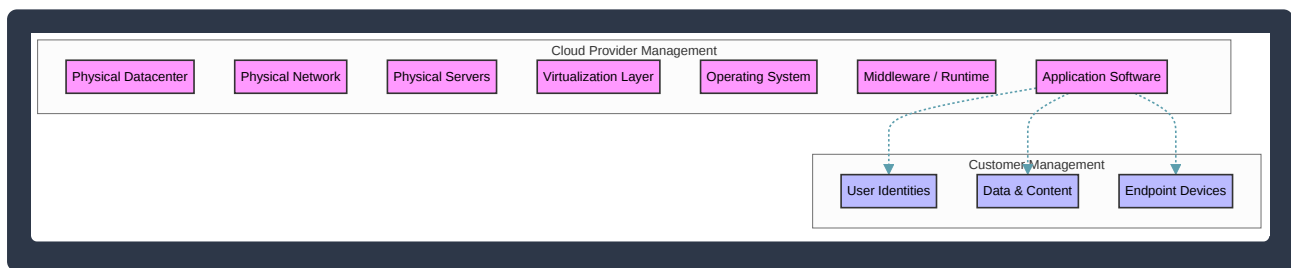 Cloud Provider Management
Physical Datacenter
Physical Network
Physical Servers
Virtualization Layer
Operating System
Middleware / Runtime
Application Software
Customer Management
User Identities
Data & Content
Endpoint Devices